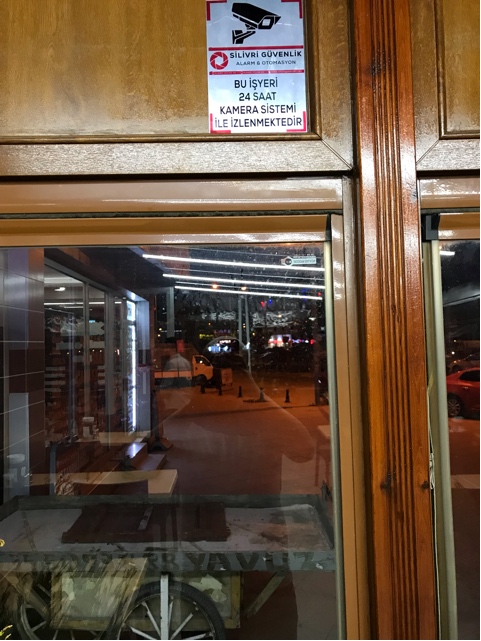 SİLİVRİ GÜVENLİK
ALARM & OTOMASYON
BU İŞYERİ
24 SAAT
KAMERA SİSTEMİ
İLE İZLENMEKTEDİR